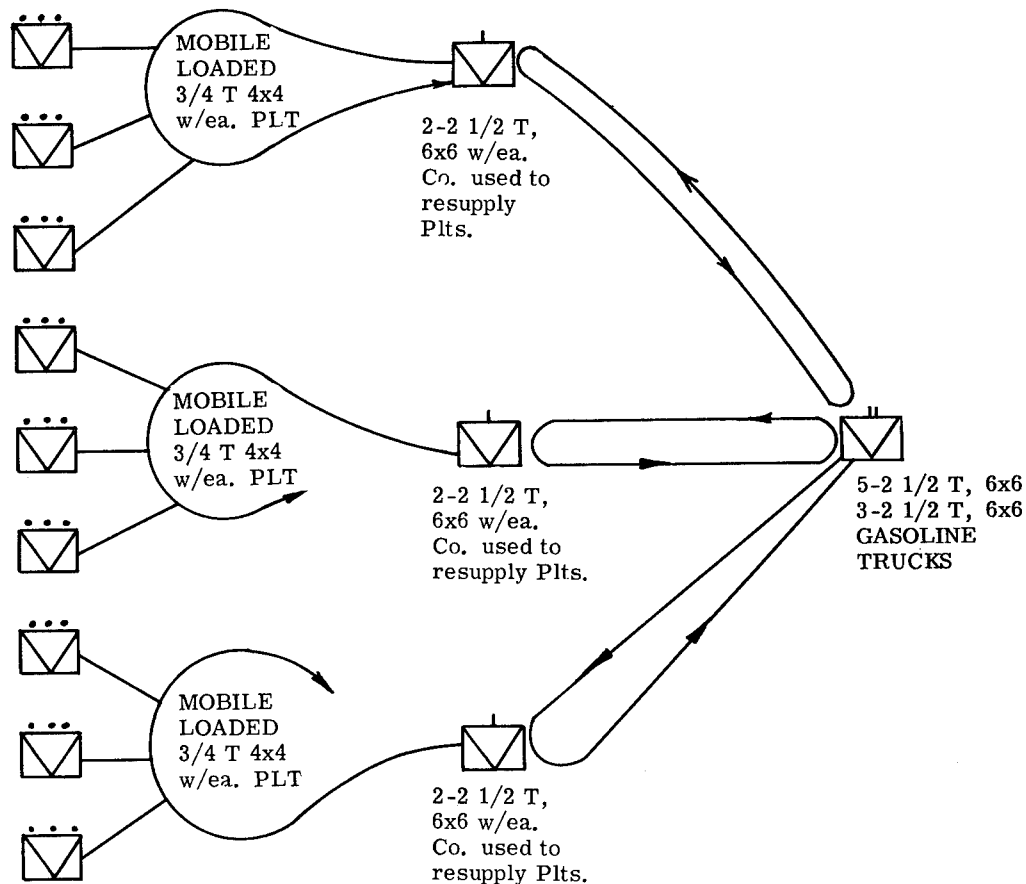 MOBILE
LOADED
3/4 T 4x4
w/ea. PLT
2-2 1/2 T,
6x6 w/ea.
Co. used to
resupply
Plts.
MOBILE
LOADED
3/4 T 4x4
w/ea. PLT
2-2 1/2 T,
6x6 w/ea.
Co. used to
resupply Plts.
5-2 1/2 T, 6x6
3-2 1/2 T, 6x6
GASOLINE
TRUCKS
MOBILE
LOADED
3/4 T 4x4
w/ea. PLT
2-2 1/2 T,
6x6 w/ea.
Co. used to
resupply Plts.